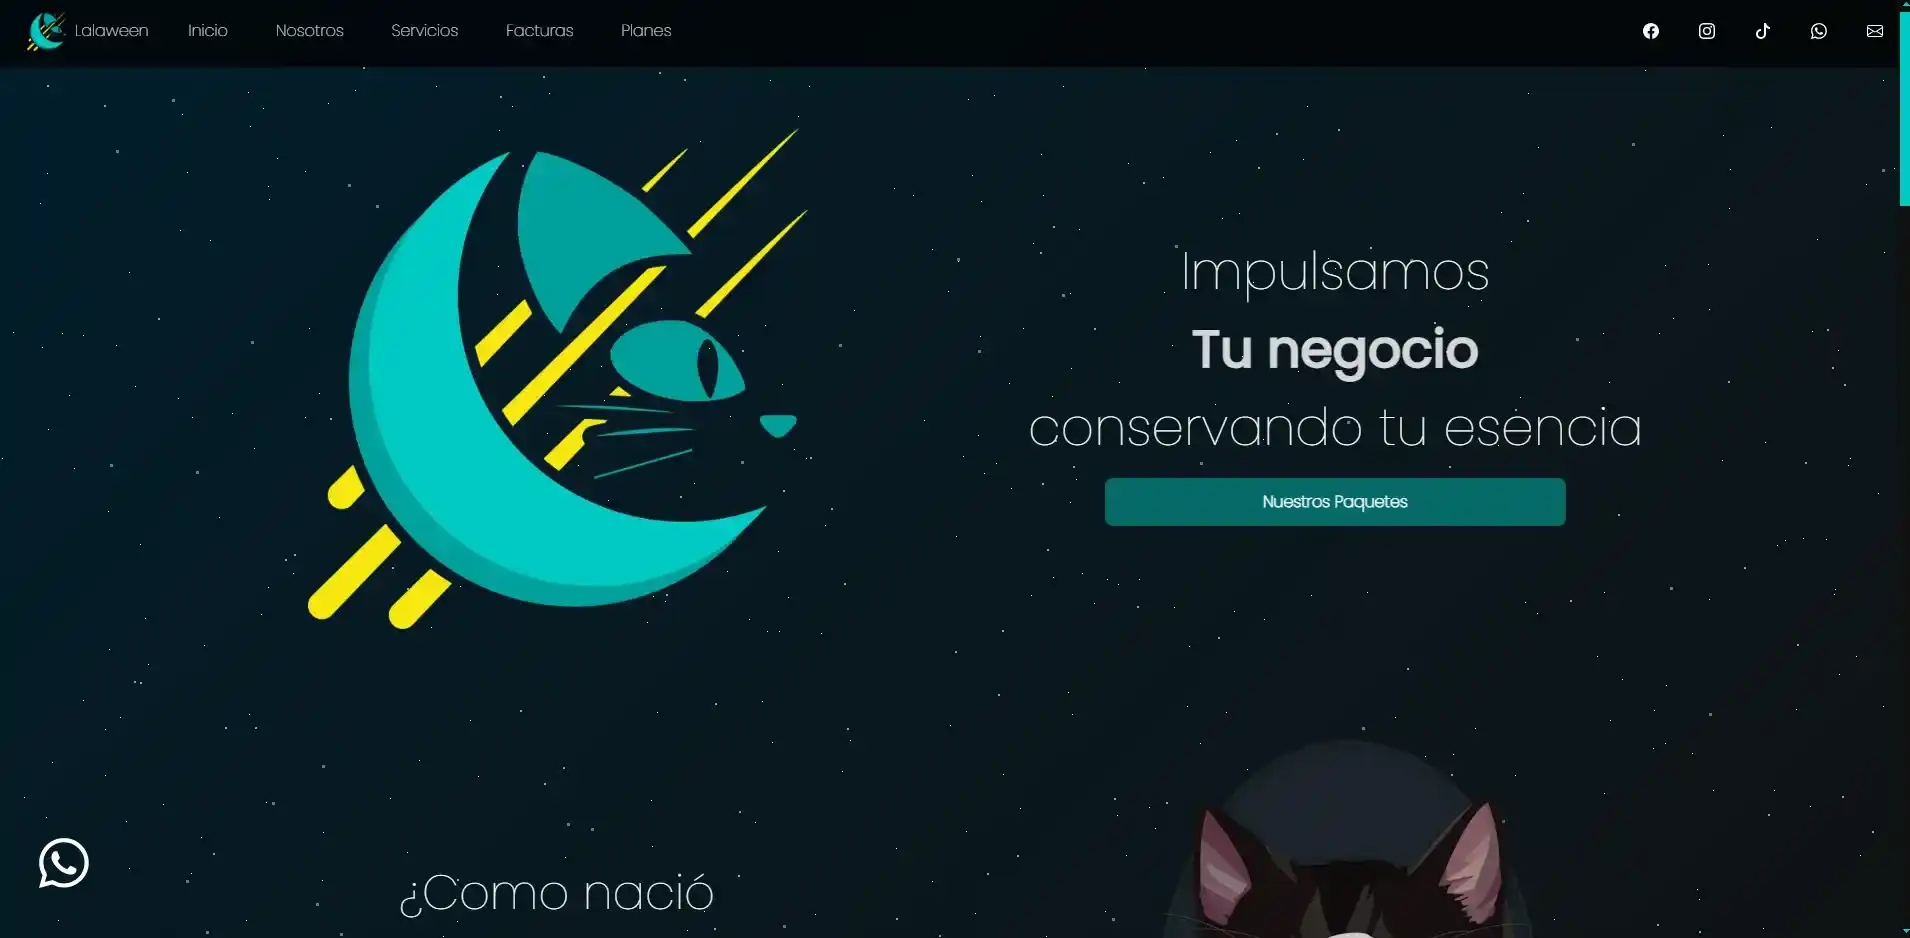 Lalaween
Inicio
Nosotros
Servicios
Facturas
Planes
Impulsamos
Tu negocio
conservando tu esencia
Nuestros Paquetes
¿Como nació